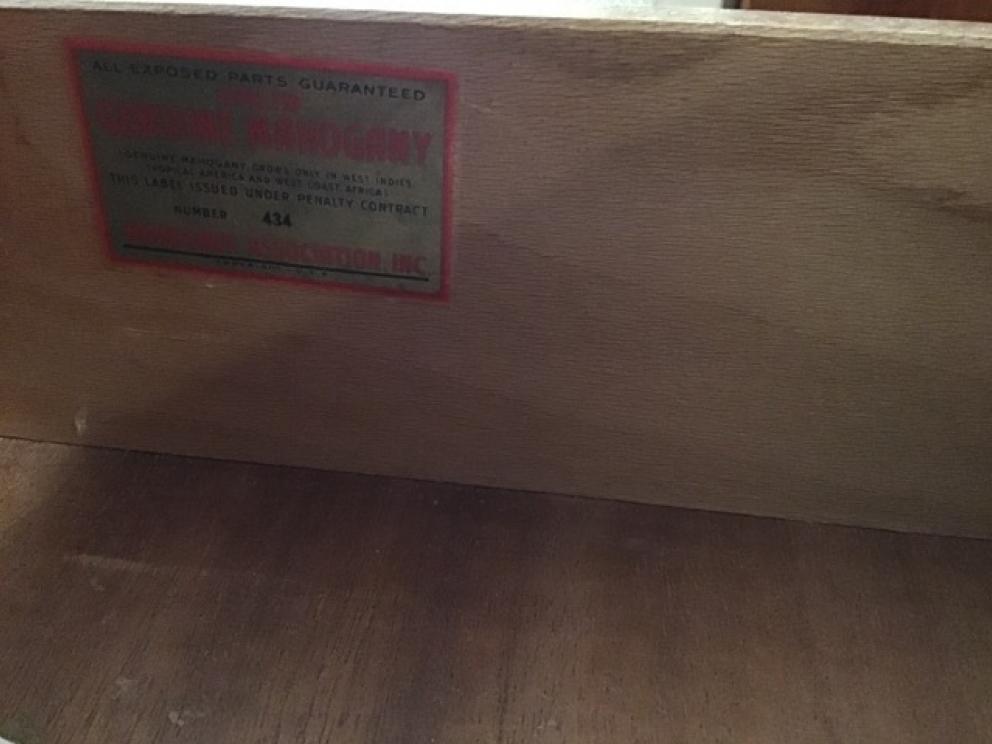 ALL EXPOSED PARTS GUARANTEED
GENUINE MAHOGANY
(GENUINE MAHOGANY GROWS ONLY IN WEST INDIES,
TROPICAL AMERICA AND WEST COAST AFRICA)
THIS LABEL ISSUED UNDER PENALTY CONTRACT
NUMBER 434
MAHOGANY ASSOCIATION, INC.